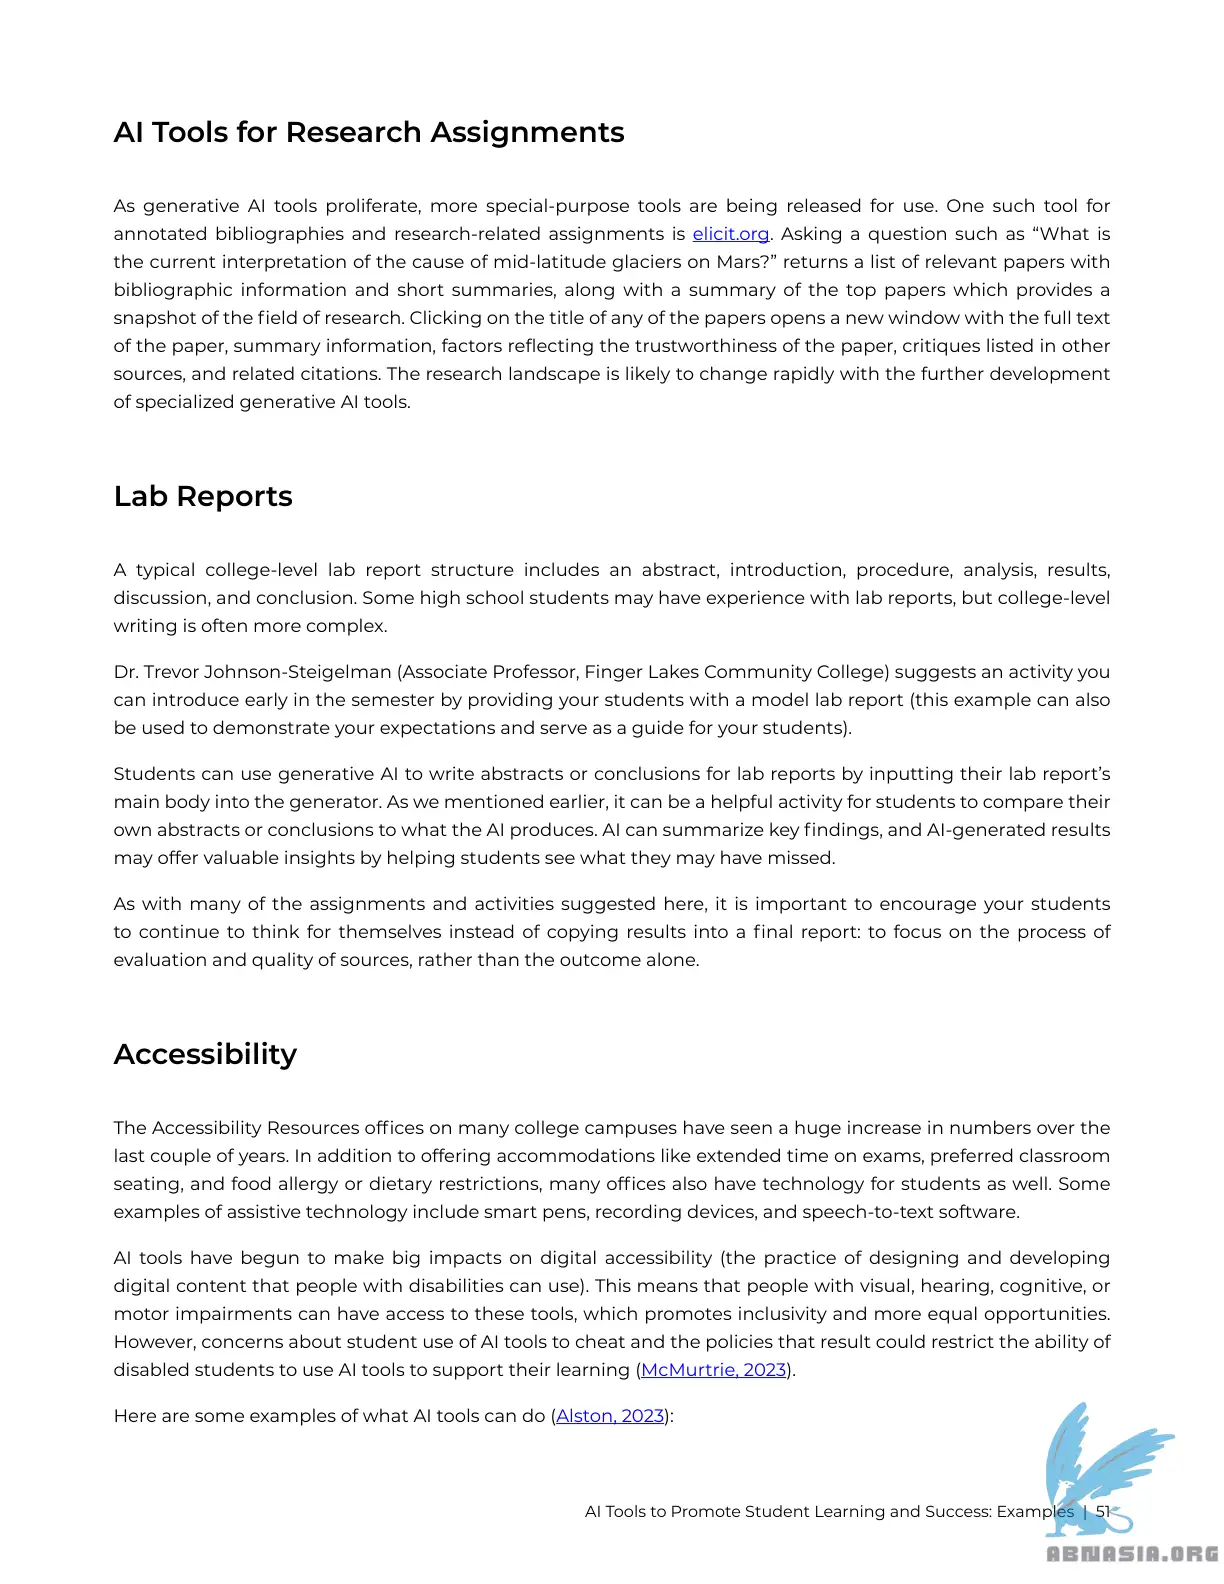 AI Tools for Research Assignments
As generative AI tools proliferate, more special-purpose tools are being released for use. One such tool for
annotated bibliographies and research-related assignments is elicit.org. Asking a question such as “What is
the current interpretation of the cause of mid-latitude glaciers on Mars?” returns a list of relevant papers with
bibliographic information and short summaries, along with a summary of the top papers which provides a
snapshot of the field of research. Clicking on the title of any of the papers opens a new window with the full text
of the paper, summary information, factors reflecting the trustworthiness of the paper, critiques listed in other
sources, and related citations. The research landscape is likely to change rapidly with the further development
of specialized generative AI tools.
Lab Reports
A typical college-level lab report structure includes an abstract, introduction, procedure, analysis, results,
discussion, and conclusion. Some high school students may have experience with lab reports, but college-level
writing is often more complex.
Dr. Trevor Johnson-Steigelman (Associate Professor, Finger Lakes Community College) suggests an activity you
can introduce early in the semester by providing your students with a model lab report (this example can also
be used to demonstrate your expectations and serve as a guide for your students).
Students can use generative AI to write abstracts or conclusions for lab reports by inputting their lab report’s
main body into the generator. As we mentioned earlier, it can be a helpful activity for students to compare their
own abstracts or conclusions to what the AI produces. AI can summarize key findings, and AI-generated results
may offer valuable insights by helping students see what they may have missed.
As with many of the assignments and activities suggested here, it is important to encourage your students
to continue to think for themselves instead of copying results into a final report: to focus on the process of
evaluation and quality of sources, rather than the outcome alone.
Accessibility
The Accessibility Resources offices on many college campuses have seen a huge increase in numbers over the
last couple of years. In addition to offering accommodations like extended time on exams, preferred classroom
seating, and food allergy or dietary restrictions, many offices also have technology for students as well. Some
examples of assistive technology include smart pens, recording devices, and speech-to-text software.
AI tools have begun to make big impacts on digital accessibility (the practice of designing and developing
digital content that people with disabilities can use). This means that people with visual, hearing, cognitive, or
motor impairments can have access to these tools, which promotes inclusivity and more equal opportunities.
However, concerns about student use of AI tools to cheat and the policies that result could restrict the ability of
disabled students to use AI tools to support their learning (McMurtrie, 2023).
Here are some examples of what AI tools can do (Alston, 2023):
AI Tools to Promote Student Learning and Success: Examples | 51
ABNASIA.ORG